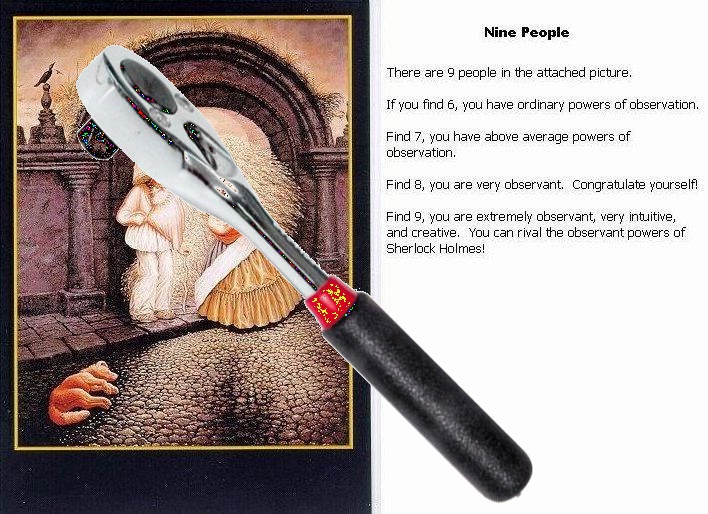 Nine People
There are 9 people in the attached picture.
If you find 6, you have ordinary powers of observation.
Find 7, you have above average powers of
observation.
Find 8, you are very observant.  Congratulate yourself!
Find 9, you are extremely observant, very intuitive,
and creative.  You can rival the observant powers of
Sherlock Holmes!